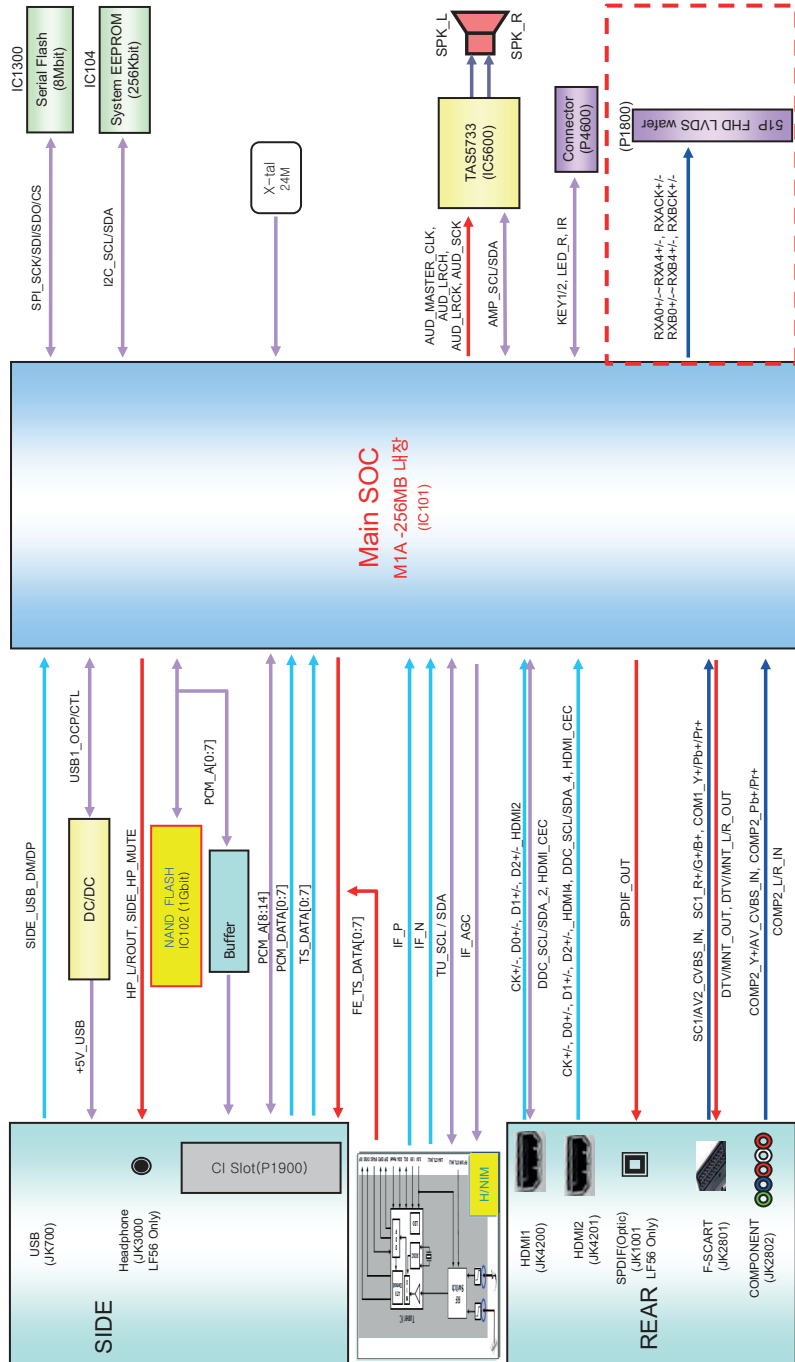 SIDE
USB
(JK700)
Headphone
(JK3000
LF56 Only)
CI Slot(P1900)
H/NIM
REAR
HDMI1
(JK4200)
HDMI2
(JK4201)
SPDIF(Optic)
JK1001
LF56 Only)
F-SCART
(JK2801)
COMPONENT
(JK2802)
SIDE_USB_DM/DP
+5V_USB
DC/DC
USB1_OCP/CTL
HP_L/ROUT, SIDE_HP_MUTE
NAND FLASH
IC102 (1Gbit)
Buffer
PCM_A[0:7]
PCM_A[8:14]
PCM_DATA[0:7]
TS_DATA[0:7]
FE_TS_DATA[0:7]
IF_P
IF_N
TU_SCL / SDA
IF_AGC
CK+/-, D0+/-, D1+/-, D2+/-_HDMI2
DDC_SCL/SDA_2, HDMI_CEC
CK+/-, D0+/-, D1+/-, D2+/-_HDMI4, DDC_SCL/SDA_4, HDMI_CEC
SPDIF_OUT
SC1/AV2_CVBS_IN, SC1_R+/G+/B+, COM1_Y+/Pb+/Pr+
DTV/MNT_OUT, DTV/MNT_L/R_OUT
COMP2_Y+/AV_CVBS_IN, COMP2_Pb+/Pr+
COMP2_L/R_IN
Main SOC
M1A -256MB 내장
(IC101)
SPI_SCK/SDI/SDO/CS
IC1300
Serial Flash
(8Mbit)
I2C_SCL/SDA
IC104
System EEPROM
(256Kbit)
X-tal
24M
AUD_MASTER_CLK,
AUD_LRCH,
AUD_LRCK, AUD_SCK
AMP_SCL/SDA
TAS5733
(IC5600)
SPK_L
SPK_R
KEY1/2, LED_R, IR
Connector
(P4600)
(P1800)
51P FHD LVDS wafer
RXA0+/-~RXA4+/-, RXACK+/-
RXB0+/-~RXB4+/-, RXBCK+/-